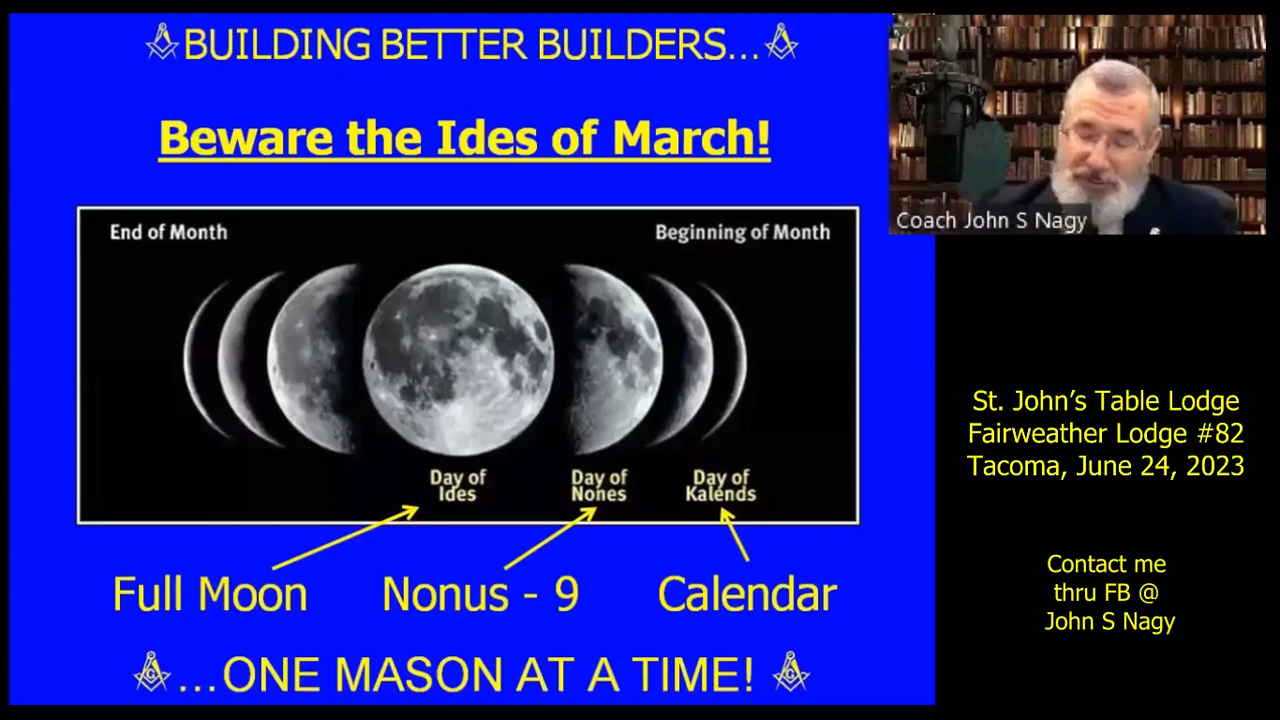 BUILDING BETTER BUILDERS...
Beware the Ides of March!
End of Month
Beginning of Month
Day of
Ides
Day of
Nones
Day of
Kalends
Full Moon
Nonus - 9
Calendar
...ONE MASON AT A TIME!
Coach John S Nagy
St. John's Table Lodge
Fairweather Lodge #82
Tacoma, June 24, 2023
Contact me
thru FB @
John S Nagy